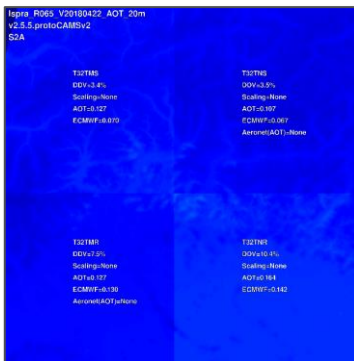 Ispra_R065_V20180422_AOT_20m
v2.5.5.protoCAMSv2
S2A
T32TMS
DDV=3.4%
Scaling=None
AOT=0.127
ECMWF=0.070
T32TNS
DDV=3.5%
Scaling=None
AOT=0.107
ECMWF=0.067
Aeronet(AOT)=None
T32TMR
DDV=7.5%
Scaling=None
AOT=0.127
ECMWF=0.130
Aeronet(AOT)=None
T32TNR
DDV=10.4%
Scaling=None
AOT=0.164
ECMWF=0.142